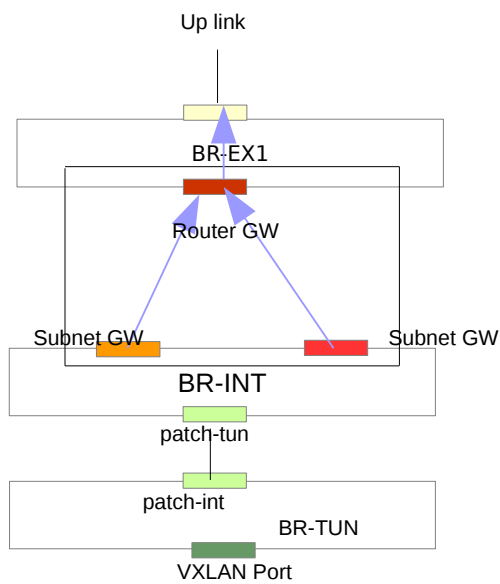 Up link
BR-EX1
Router GW
Subnet GW
Subnet GW
BR-INT
patch-tun
patch-int
BR-TUN
VXLAN Port